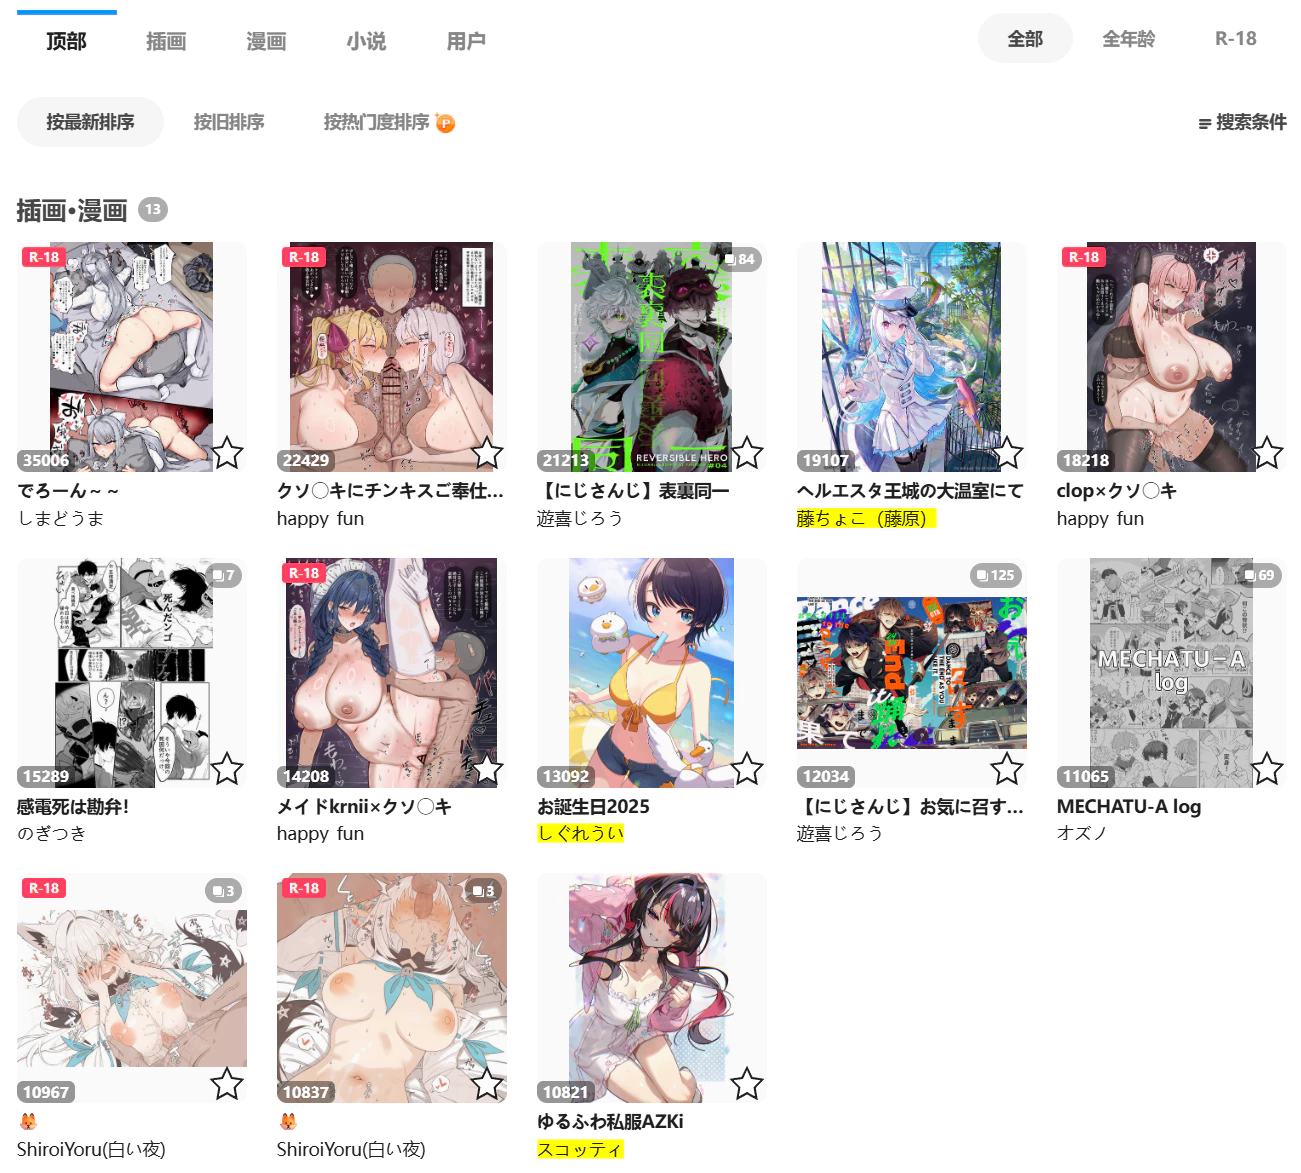 顶部
插画
漫画
小说
用户
全部
全年龄
R-18
按最新排序
按旧排序
按热门度排序
搜索条件
插画•漫画 13
R-18
R-18
84
R-18
REVERSIBLE HERO
#04
35006
22429
21213
19107
18218
でろーん～～
クソ◯キにチンキスご奉仕...
【にじさんじ】表裏同一
ヘルエスタ王城の大温室にて
clop×クソ◯キ
しまどうま
happy fun
遊喜じろう
藤ちょこ（藤原）
happy fun
7
R-18
125
69
死んだンゴ
End
MECHATU-A
log
15289
14208
13092
12034
11065
感電死は勘弁！
メイドkrnii×クソ◯キ
お誕生日2025
【にじさんじ】お気に召す...
MECHATU-A log
のぎつき
happy fun
しぐれうい
遊喜じろう
オズノ
R-18
3
R-18
3
10967
10837
10821
ゆるふわ私服AZKi
ShiroiYoru(白い夜)
ShiroiYoru(白い夜)
スコッティ